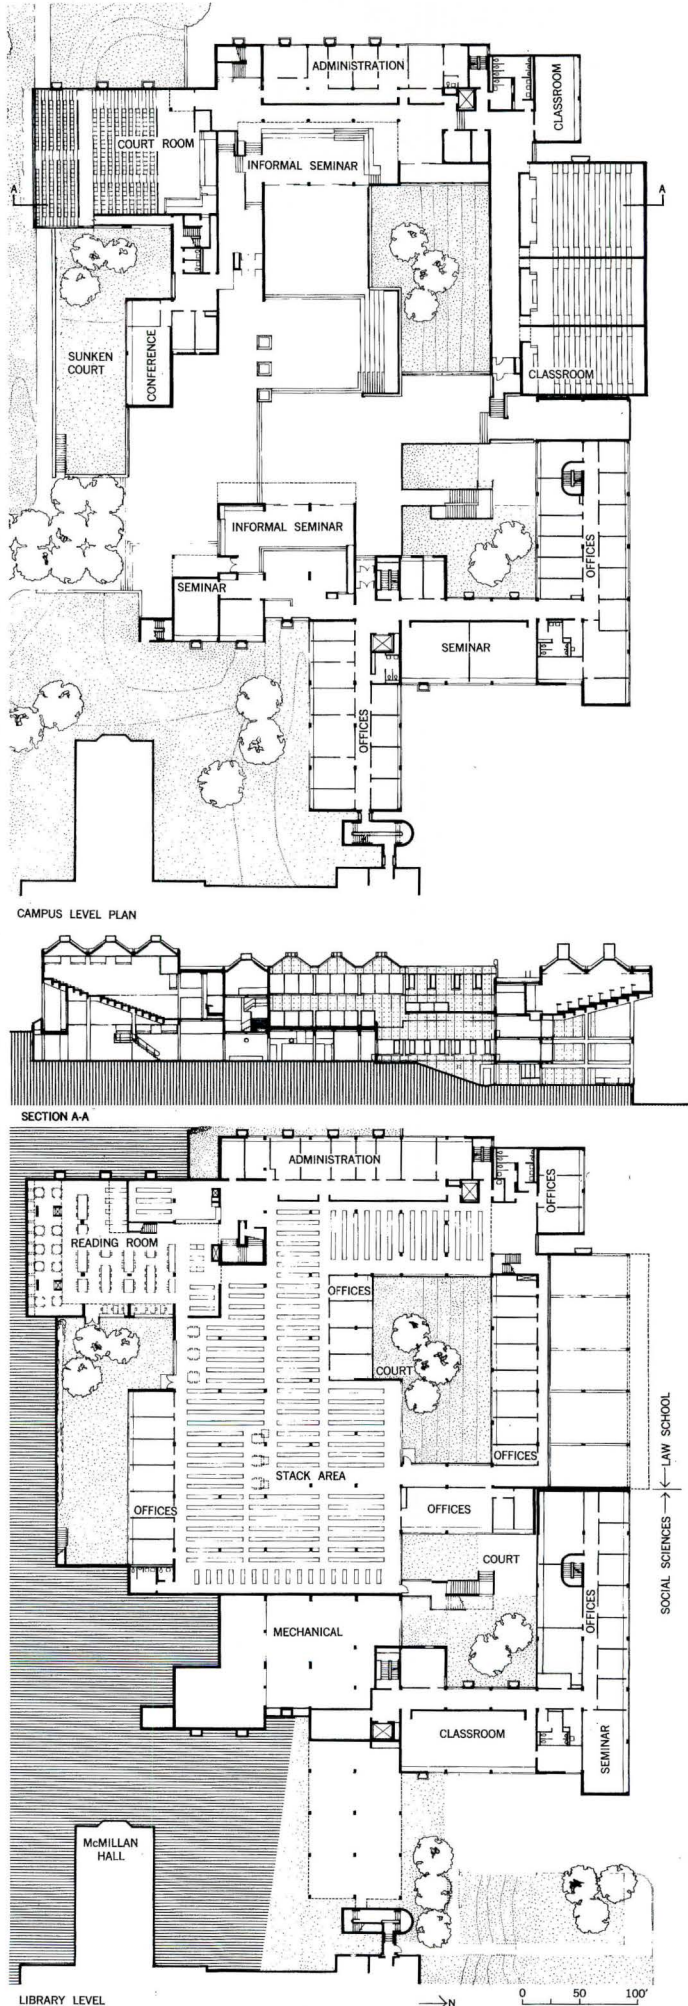 ADMINISTRATION
CLASSROOM
COURT ROOM
INFORMAL SEMINAR
A
A
SUNKEN
COURT
CONFERENCE
CLASSROOM
INFORMAL SEMINAR
OFFICES
SEMINAR
SEMINAR
OFFICES
CAMPUS LEVEL PLAN
SECTION A-A
ADMINISTRATION
OFFICES
READING ROOM
OFFICES
COURT
OFFICES
STACK AREA
OFFICES
OFFICES
LAW SCHOOL
SOCIAL SCIENCES
COURT
OFFICES
MECHANICAL
CLASSROOM
SEMINAR
McMILLAN
HALL
LIBRARY LEVEL
N
0 50 100'